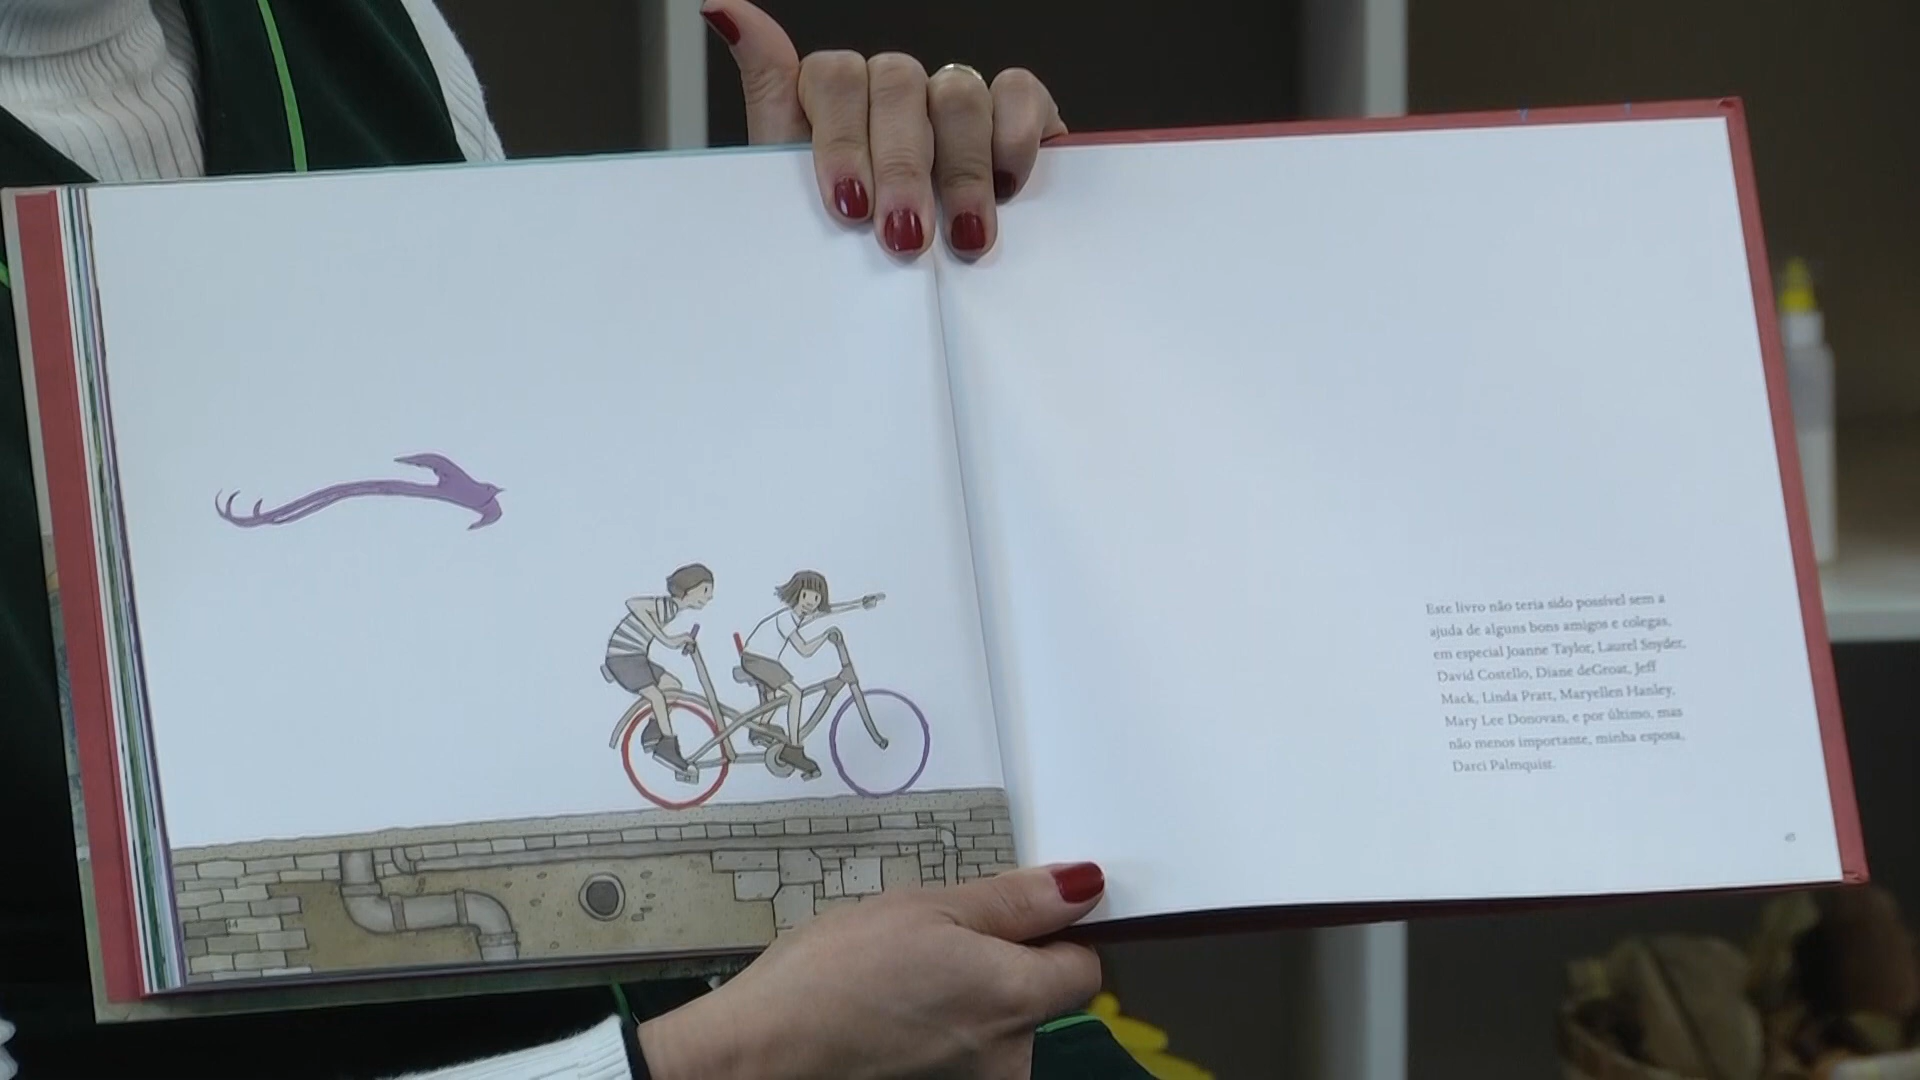 Este livro não teria sido possível sem a
ajuda de alguns bons amigos e colegas,
em especial Joanne Taylor, Laurel Snyder,
David Costello, Diane deGroat, Jeff
Mack, Linda Pratt, Maryellen Hanley,
Mary Lee Donovan, e por último, mas
não menos importante, minha esposa,
Darci Palmquist.